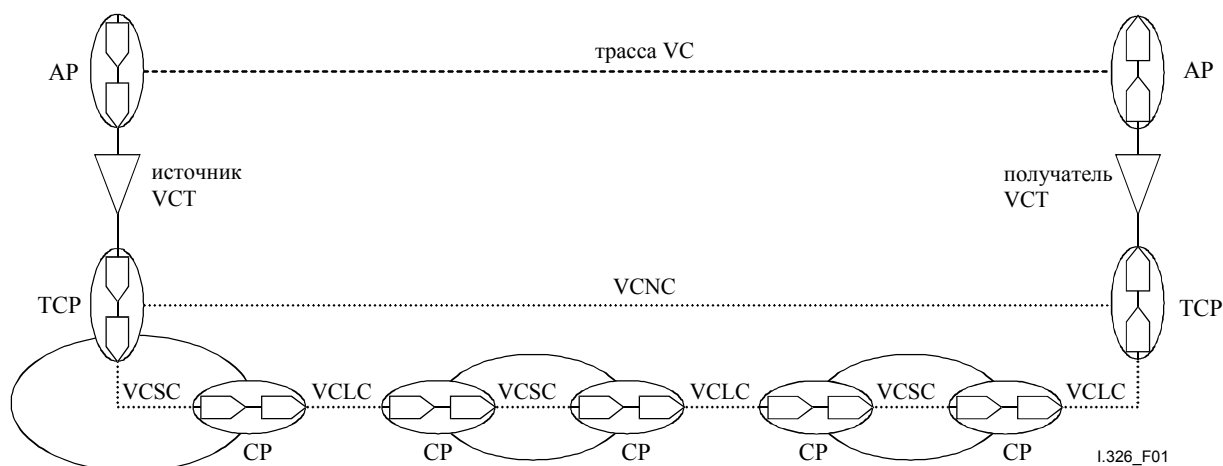 трасса VC
AP
AP
источник
VCT
получатель
VCT
VCNC
TCP
TCP
VCSC
VCLC
VCSC
VCLC
VCSC
VCLC
CP
CP
CP
CP
CP
I.326_F01